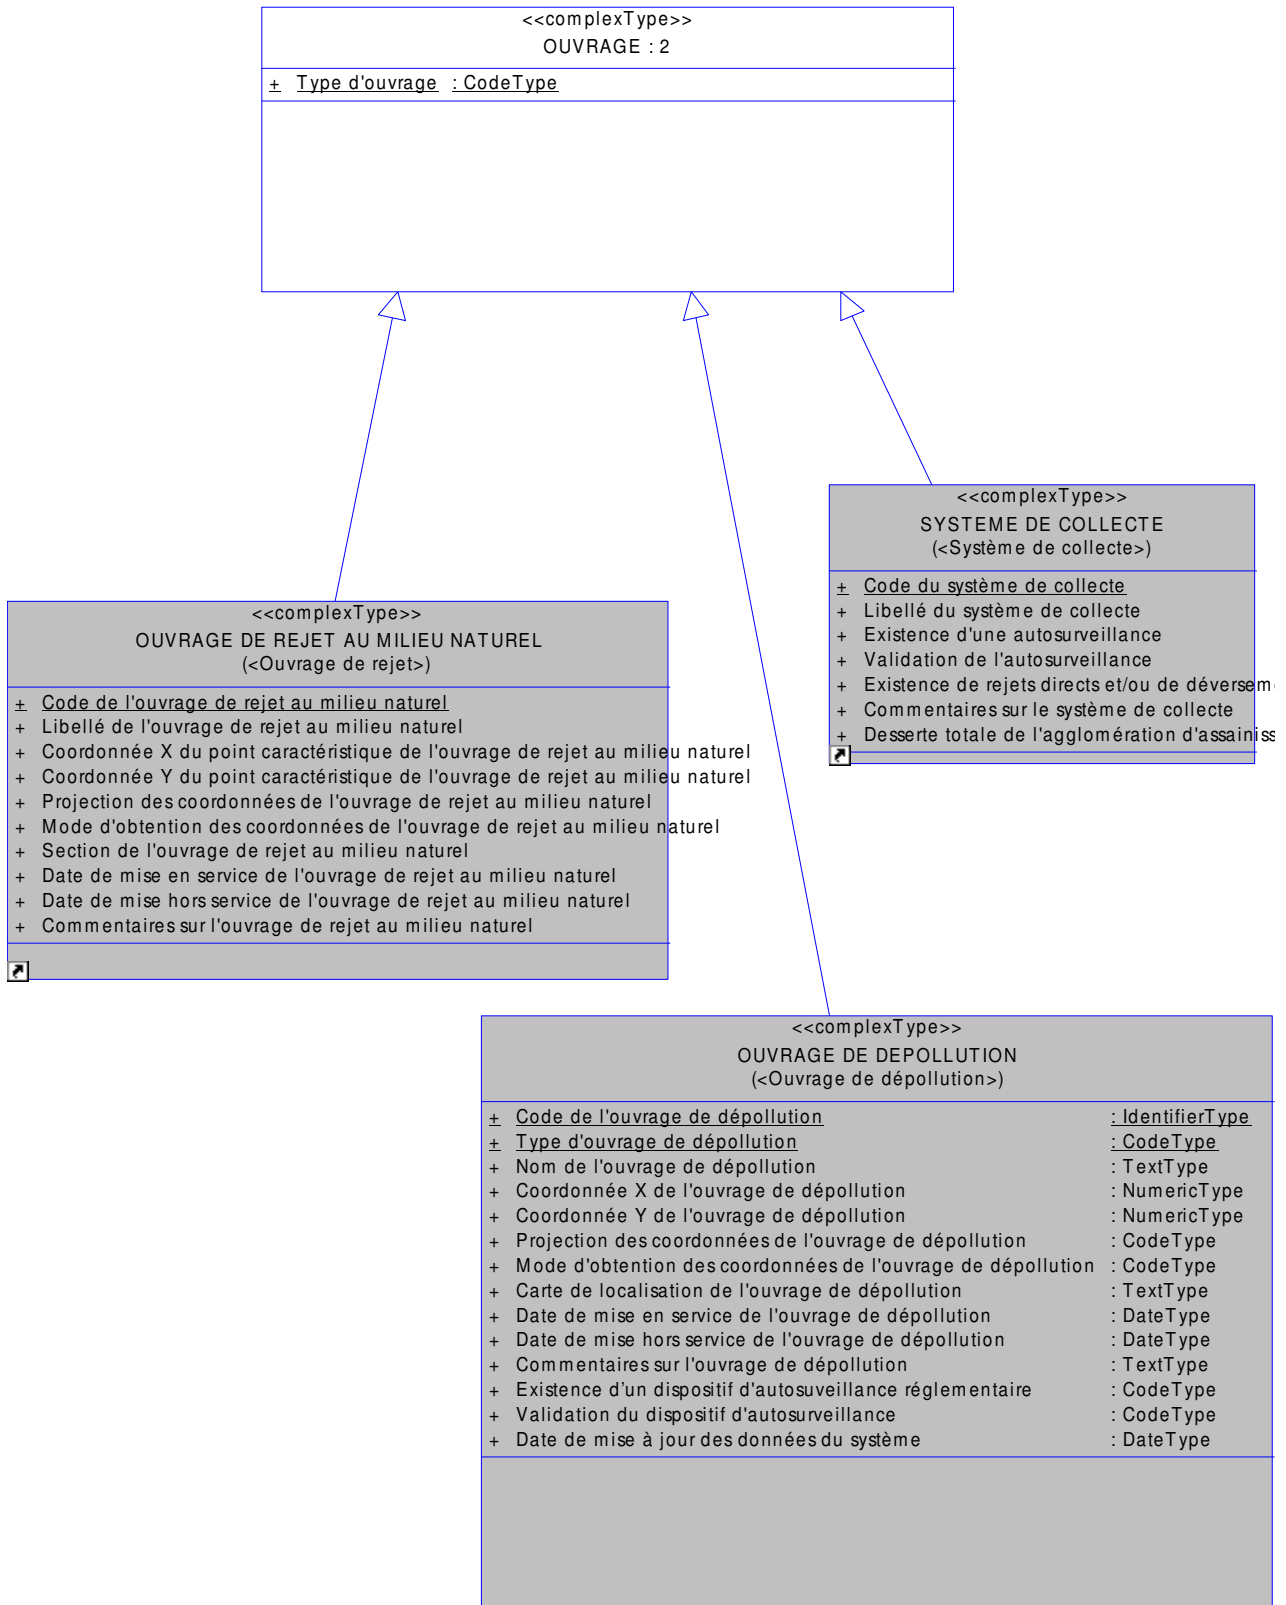 <<complexType>>
OUVRAGE : 2
+ Type d'ouvrage : CodeType
<<complexType>>
SYSTEME DE COLLECTE
(<Système de collecte>)
+ Code du système de collecte
+ Libellé du système de collecte
+ Existence d'une autosurveillance
+ Validation de l'autosurveillance
+ Existence de rejets directs et/ou de déversem
+ Commentaires sur le système de collecte
+ Desserte totale de l'agglomération d'assainiss
<<complexType>>
OUVRAGE DE REJET AU MILIEU NATUREL
(<Ouvrage de rejet>)
+ Code de l'ouvrage de rejet au milieu naturel
+ Libellé de l'ouvrage de rejet au milieu naturel
+ Coordonnée X du point caractéristique de l'ouvrage de rejet au milieu naturel
+ Coordonnée Y du point caractéristique de l'ouvrage de rejet au milieu naturel
+ Projection des coordonnées de l'ouvrage de rejet au milieu naturel
+ Mode d'obtention des coordonnées de l'ouvrage de rejet au milieu naturel
+ Section de l'ouvrage de rejet au milieu naturel
+ Date de mise en service de l'ouvrage de rejet au milieu naturel
+ Date de mise hors service de l'ouvrage de rejet au milieu naturel
+ Commentaires sur l'ouvrage de rejet au milieu naturel
<<complexType>>
OUVRAGE DE DEPOLLUTION
(<Ouvrage de dépollution>)
+ Code de l'ouvrage de dépollution : IdentifierType
+ Type d'ouvrage de dépollution : CodeType
+ Nom de l'ouvrage de dépollution : TextType
+ Coordonnée X de l'ouvrage de dépollution : NumericType
+ Coordonnée Y de l'ouvrage de dépollution : NumericType
+ Projection des coordonnées de l'ouvrage de dépollution : CodeType
+ Mode d'obtention des coordonnées de l'ouvrage de dépollution : CodeType
+ Carte de localisation de l'ouvrage de dépollution : TextType
+ Date de mise en service de l'ouvrage de dépollution : DateType
+ Date de mise hors service de l'ouvrage de dépollution : DateType
+ Commentaires sur l'ouvrage de dépollution : TextType
+ Existence d'un dispositif d'autosuveillance réglementaire : CodeType
+ Validation du dispositif d'autosurveillance : CodeType
+ Date de mise à jour des données du système : DateType